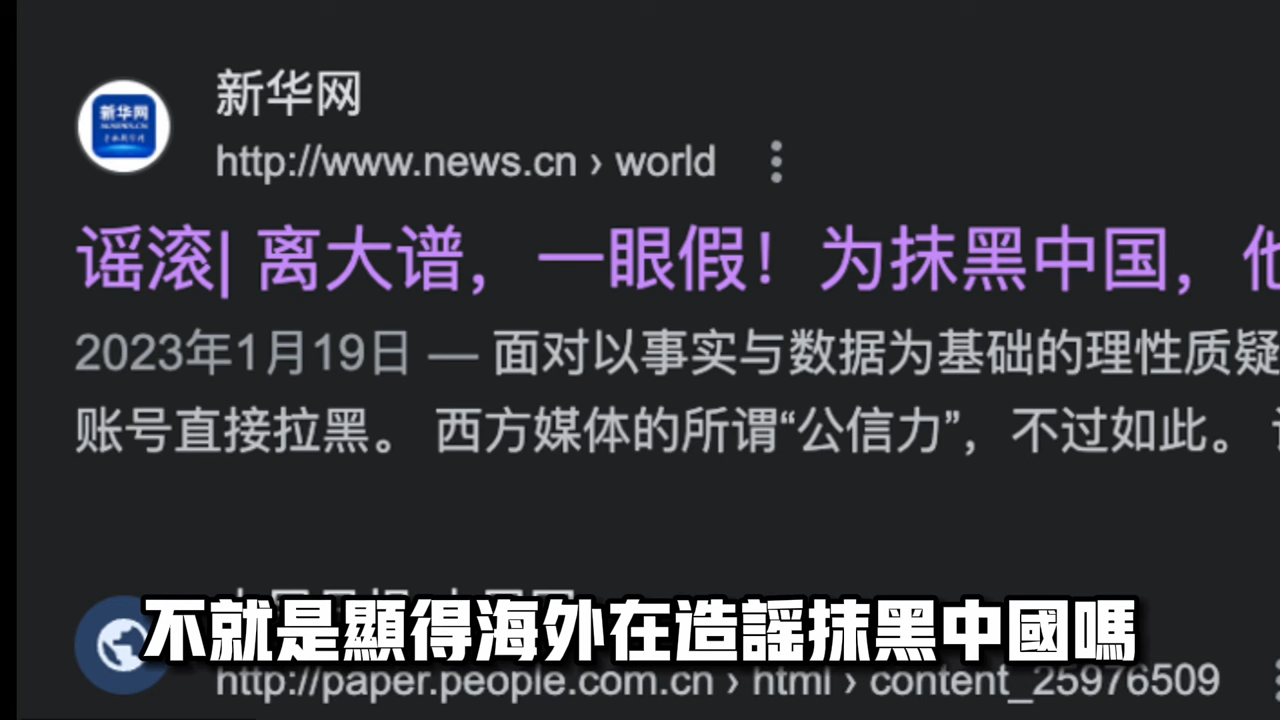 新华网
新华网
http://www.news.cn › world
谣滚| 离大谱，一眼假！为抹黑中国，
2023年1月19日 — 面对以事实与数据为基础的理性质疑
账号直接拉黑。 西方媒体的所谓“公信力”，不过如此。
不就是顯得海外在造謠抹黑中國嗎
http://paper.people.com.cn › html › content_25976509